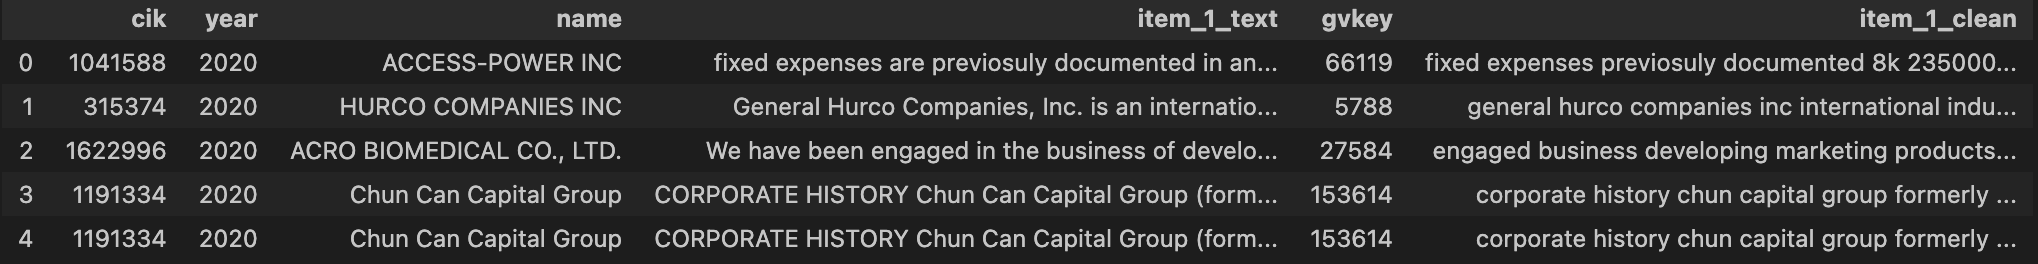 cik year name item_1_text gvkey item_1_clean
0 1041588 2020 ACCESS-POWER INC fixed expenses are previosuly documented in an... 66119 fixed expenses previosuly documented 8k 235000...
1 315374 2020 HURCO COMPANIES INC General Hurco Companies, Inc. is an internatio... 5788 general hurco companies inc international indu...
2 1622996 2020 ACRO BIOMEDICAL CO., LTD. We have been engaged in the business of develo... 27584 engaged business developing marketing products...
3 1191334 2020 Chun Can Capital Group CORPORATE HISTORY Chun Can Capital Group (form... 153614 corporate history chun capital group formerly ...
4 1191334 2020 Chun Can Capital Group CORPORATE HISTORY Chun Can Capital Group (form... 153614 corporate history chun capital group formerly ...